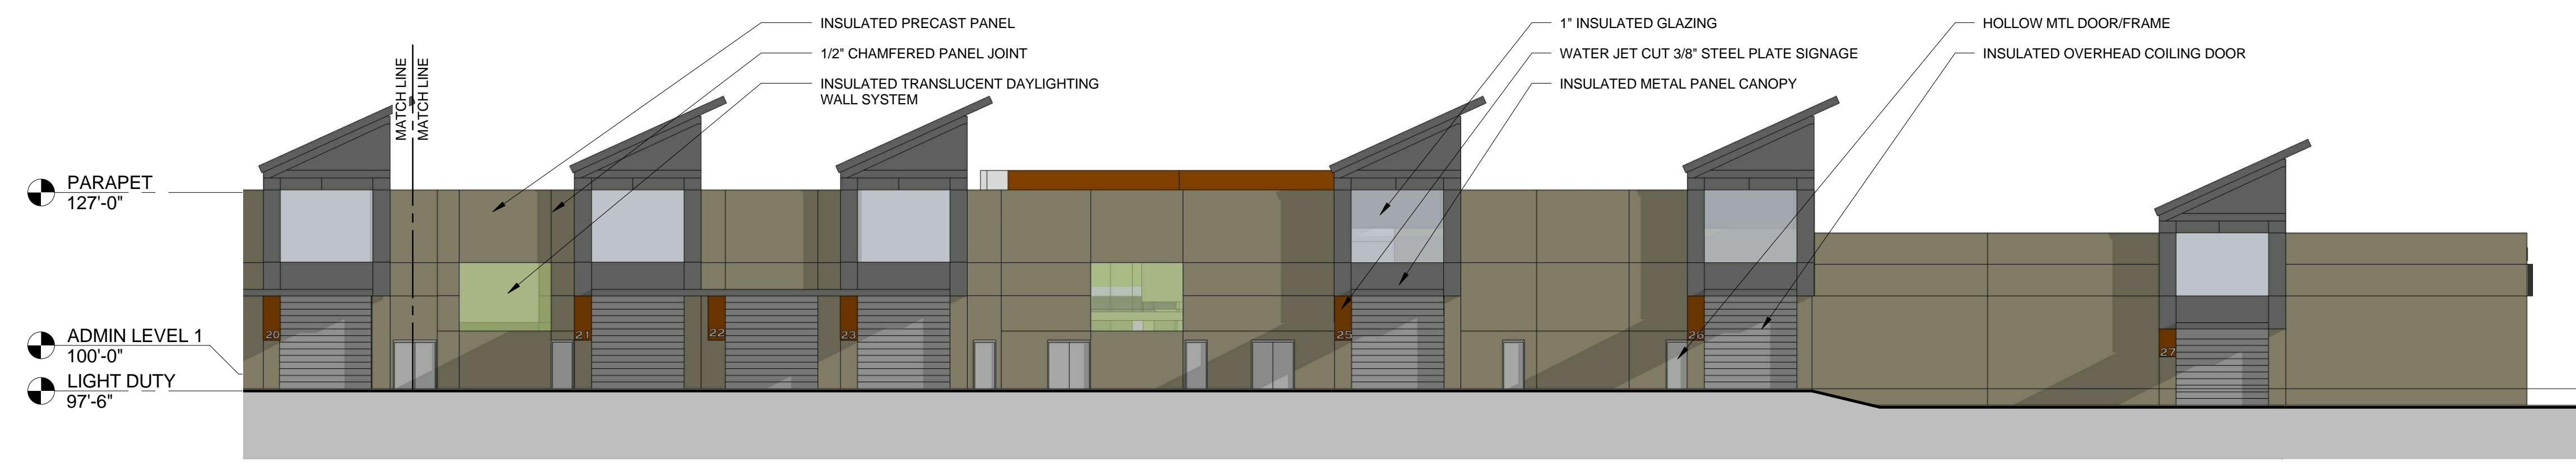 INSULATED PRECAST PANEL
1/2" CHAMFERED PANEL JOINT
INSULATED TRANSLUCENT DAYLIGHTING
WALL SYSTEM
1" INSULATED GLAZING
WATER JET CUT 3/8" STEEL PLATE SIGNAGE
INSULATED METAL PANEL CANOPY
HOLLOW MTL DOOR/FRAME
INSULATED OVERHEAD COILING DOOR
MATCH LINE
MATCH LINE
PARAPET
127'-0"
ADMIN LEVEL 1
100'-0"
LIGHT DUTY
97'-6"
20
21
22
23
25
26
27